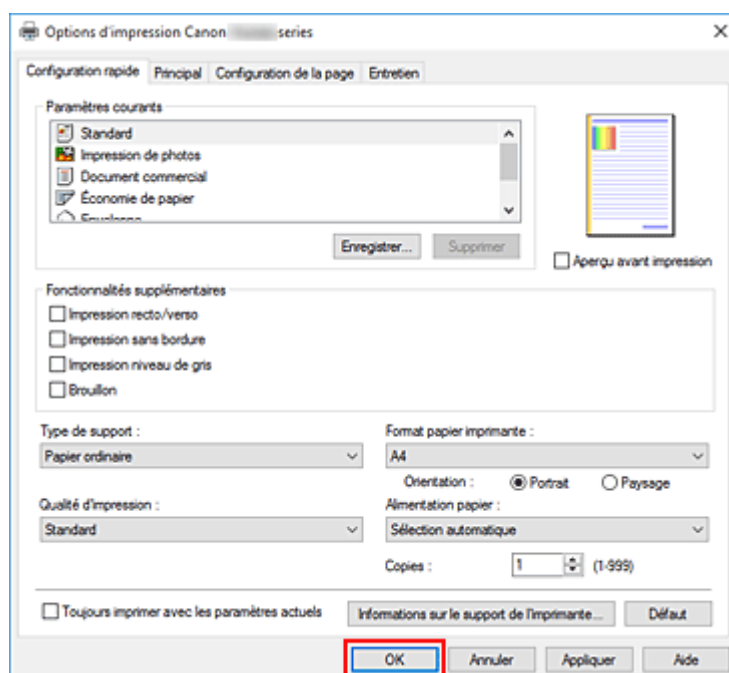 Options d'impression Canon series
Configuration rapide Principal Configuration de la page Entretien
Paramètres courants
Standard
Impression de photos
Document commercial
Économie de papier
Enregistrer... Supprimer
Aperçu avant impression
Fonctionnalités supplémentaires
Impression recto/verso
Impression sans bordure
Impression niveau de gris
Brouillon
Type de support :
Papier ordinaire
Format papier imprimante :
A4
Orientation : Portrait Paysage
Qualité d'impression :
Standard
Alimentation papier :
Sélection automatique
Copies : 1 (1-999)
Toujours imprimer avec les paramètres actuels Informations sur le support de l'imprimante... Défaut
OK Annuler Appliquer Aide